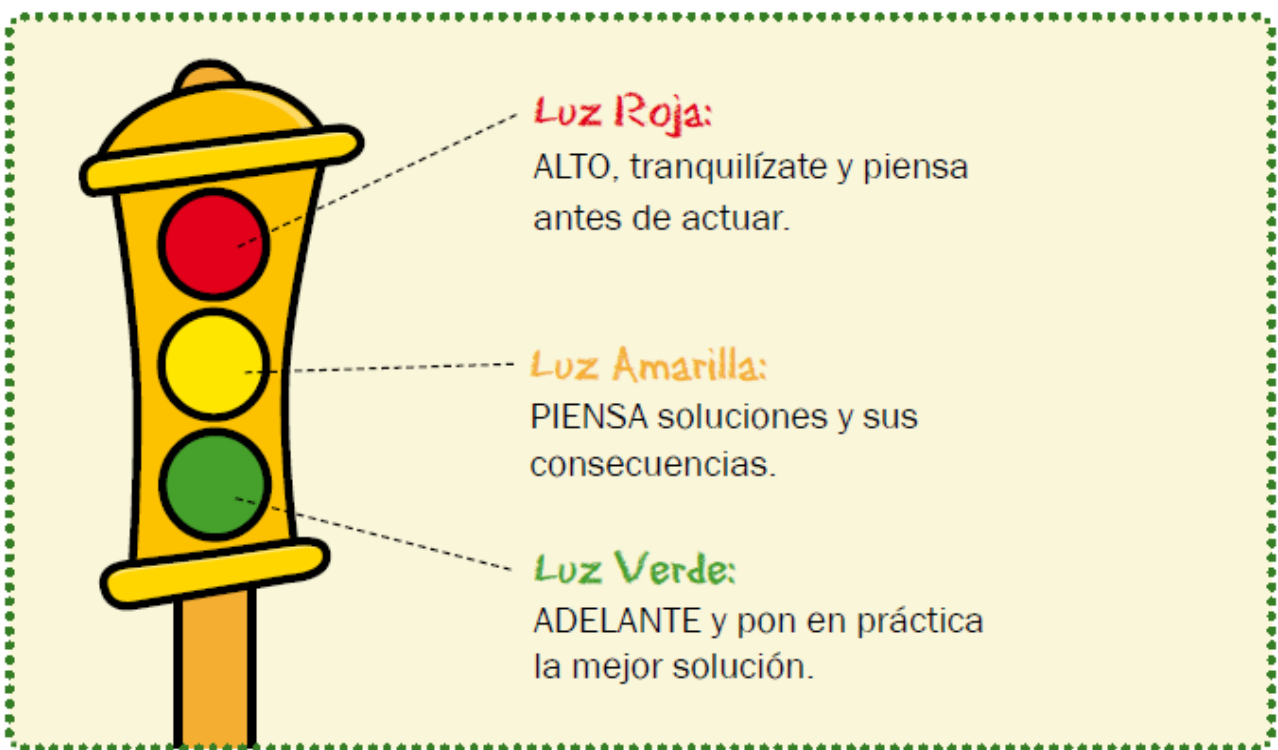 Luz Roja:
ALTO, tranquilízate y piensa
antes de actuar.
Luz Amarilla:
PIENSA soluciones y sus
consecuencias.
Luz Verde:
ADELANTE y pon en práctica
la mejor solución.